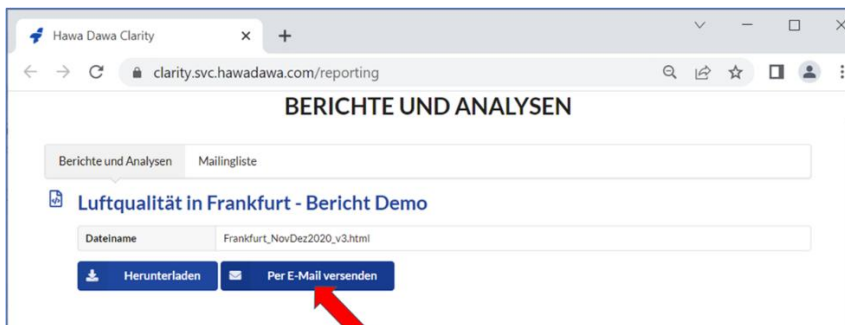 Hawa Dawa Clarity
clarity.svc.hawadawa.com/reporting
BERICHTE UND ANALYSEN
Berichte und Analysen Mailingliste
Luftqualität in Frankfurt - Bericht Demo
Dateiname Frankfurt_NovDez2020_v3.html
Herunterladen Per E-Mail versenden